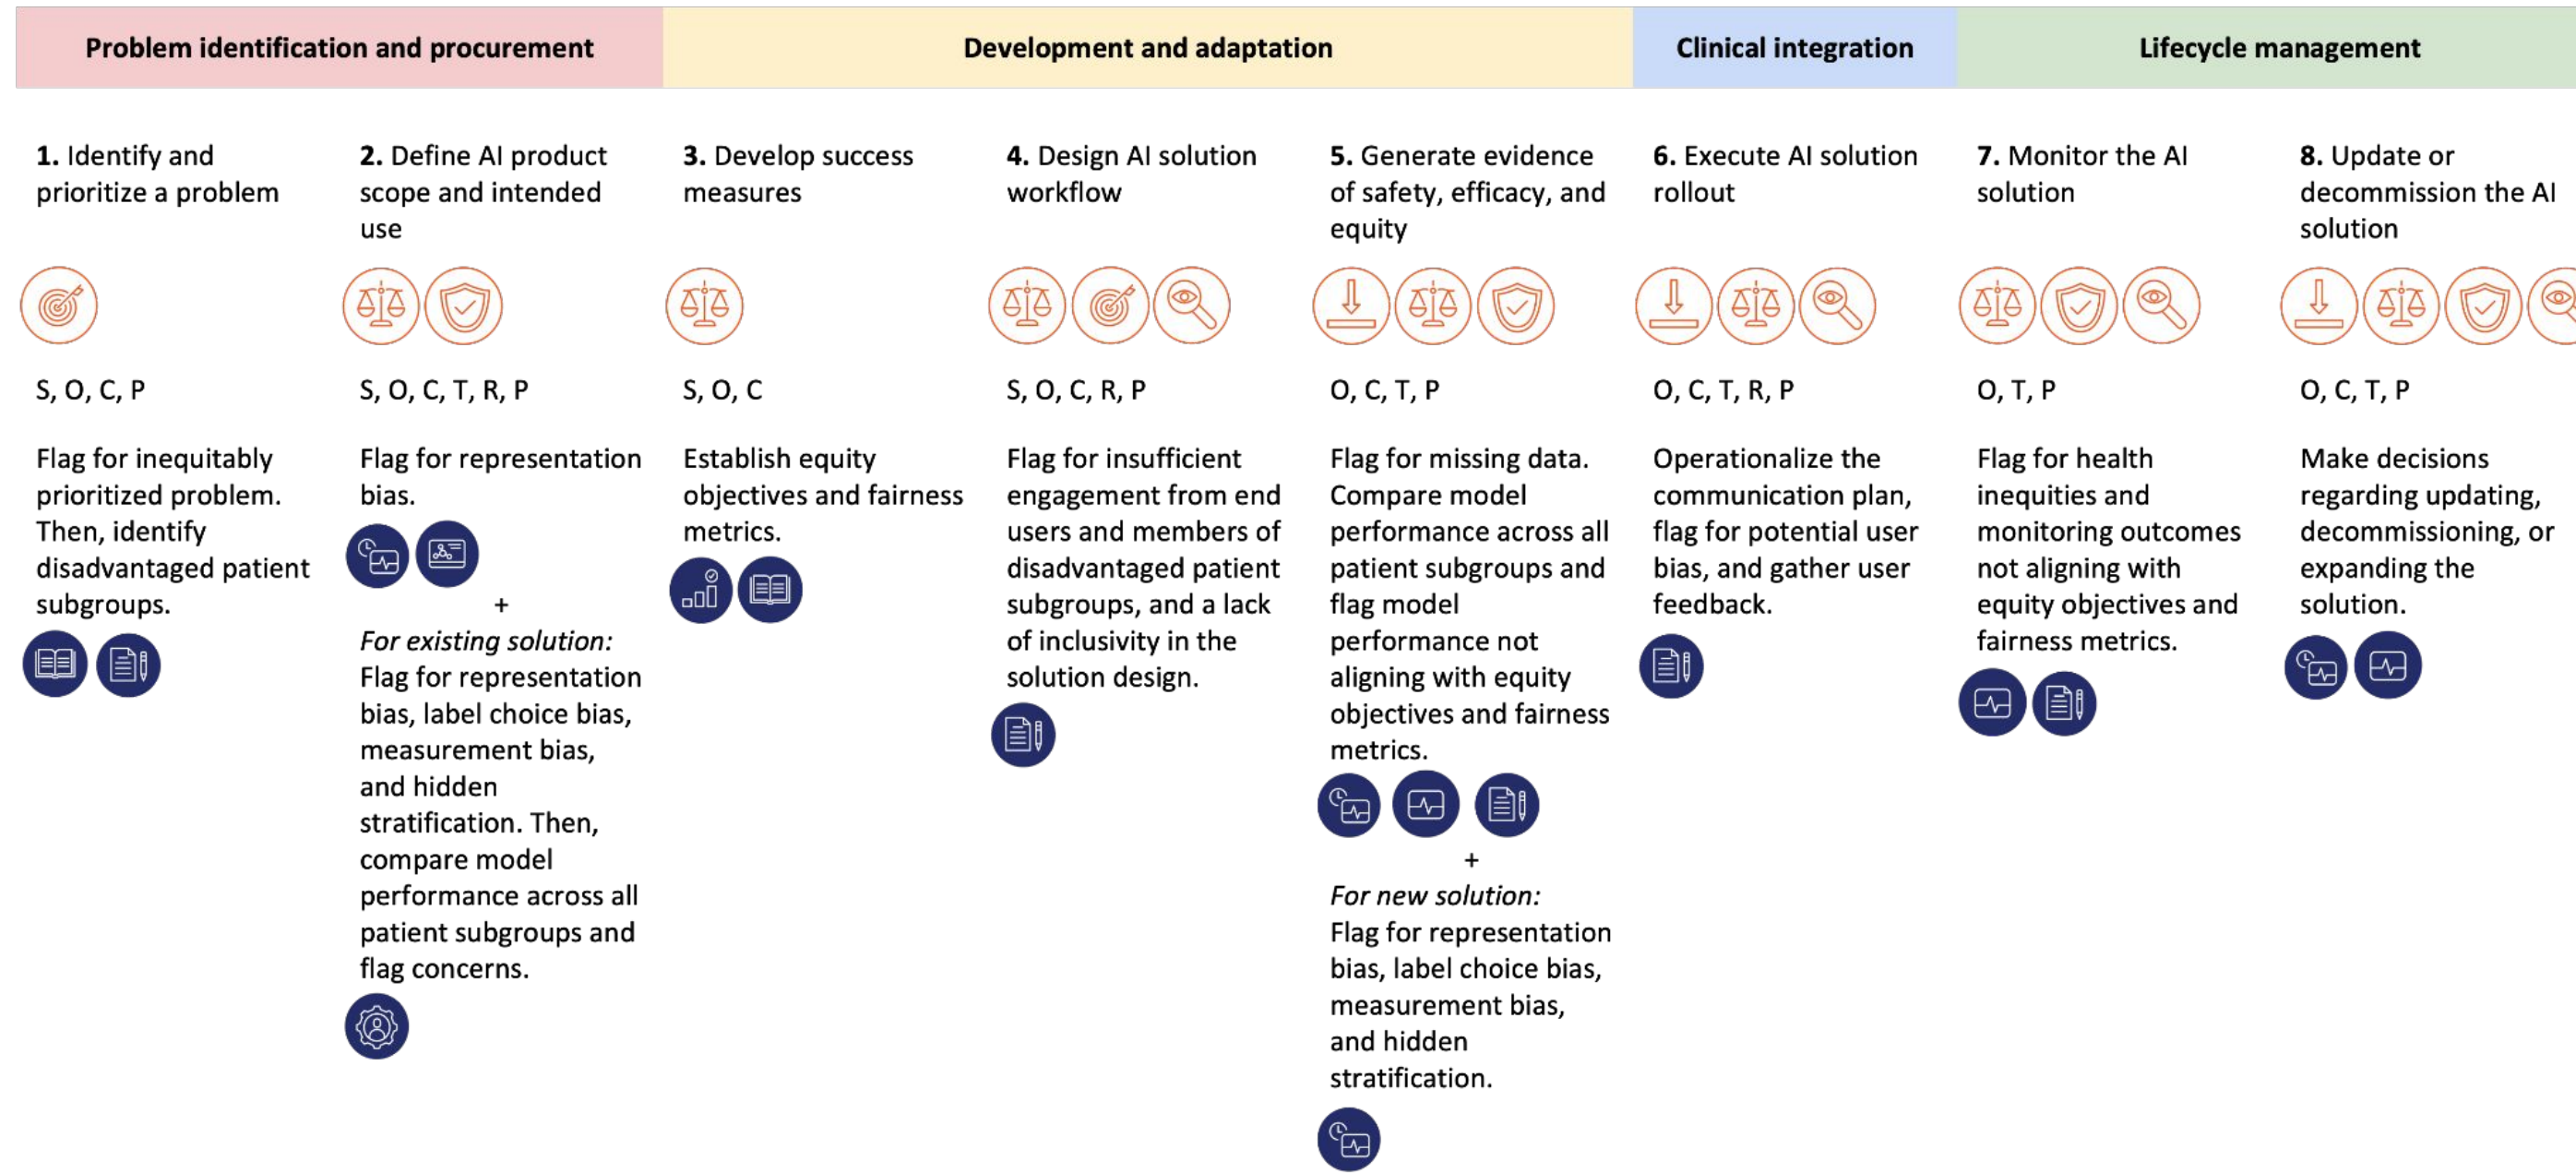 Problem identification and procurement
Development and adaptation
Clinical integration
Lifecycle management
1. Identify and
prioritize a problem
S, O, C, P
Flag for inequitably
prioritized problem.
Then, identify
disadvantaged patient
subgroups.
2. Define AI product
scope and intended
use
S, O, C, T, R, P
Flag for representation
bias.
+
For existing solution:
Flag for representation
bias, label choice bias,
measurement bias,
and hidden
stratification. Then,
compare model
performance across all
patient subgroups and
flag concerns.
3. Develop success
measures
S, O, C
Establish equity
objectives and fairness
metrics.
4. Design AI solution
workflow
S, O, C, R, P
Flag for insufficient
engagement from end
users and members of
disadvantaged patient
subgroups, and a lack
of inclusivity in the
solution design.
5. Generate evidence
of safety, efficacy, and
equity
O, C, T, P
Flag for missing data.
Compare model
performance across all
patient subgroups and
flag model
performance not
aligning with equity
objectives and fairness
metrics.
+
For new solution:
Flag for representation
bias, label choice bias,
measurement bias,
and hidden
stratification.
6. Execute AI solution
rollout
O, C, T, R, P
Operationalize the
communication plan,
flag for potential user
bias, and gather user
feedback.
7. Monitor the AI
solution
O, T, P
Flag for health
inequities and
monitoring outcomes
not aligning with
equity objectives and
fairness metrics.
8. Update or
decommission the AI
solution
O, C, T, P
Make decisions
regarding updating,
decommissioning, or
expanding the
solution.